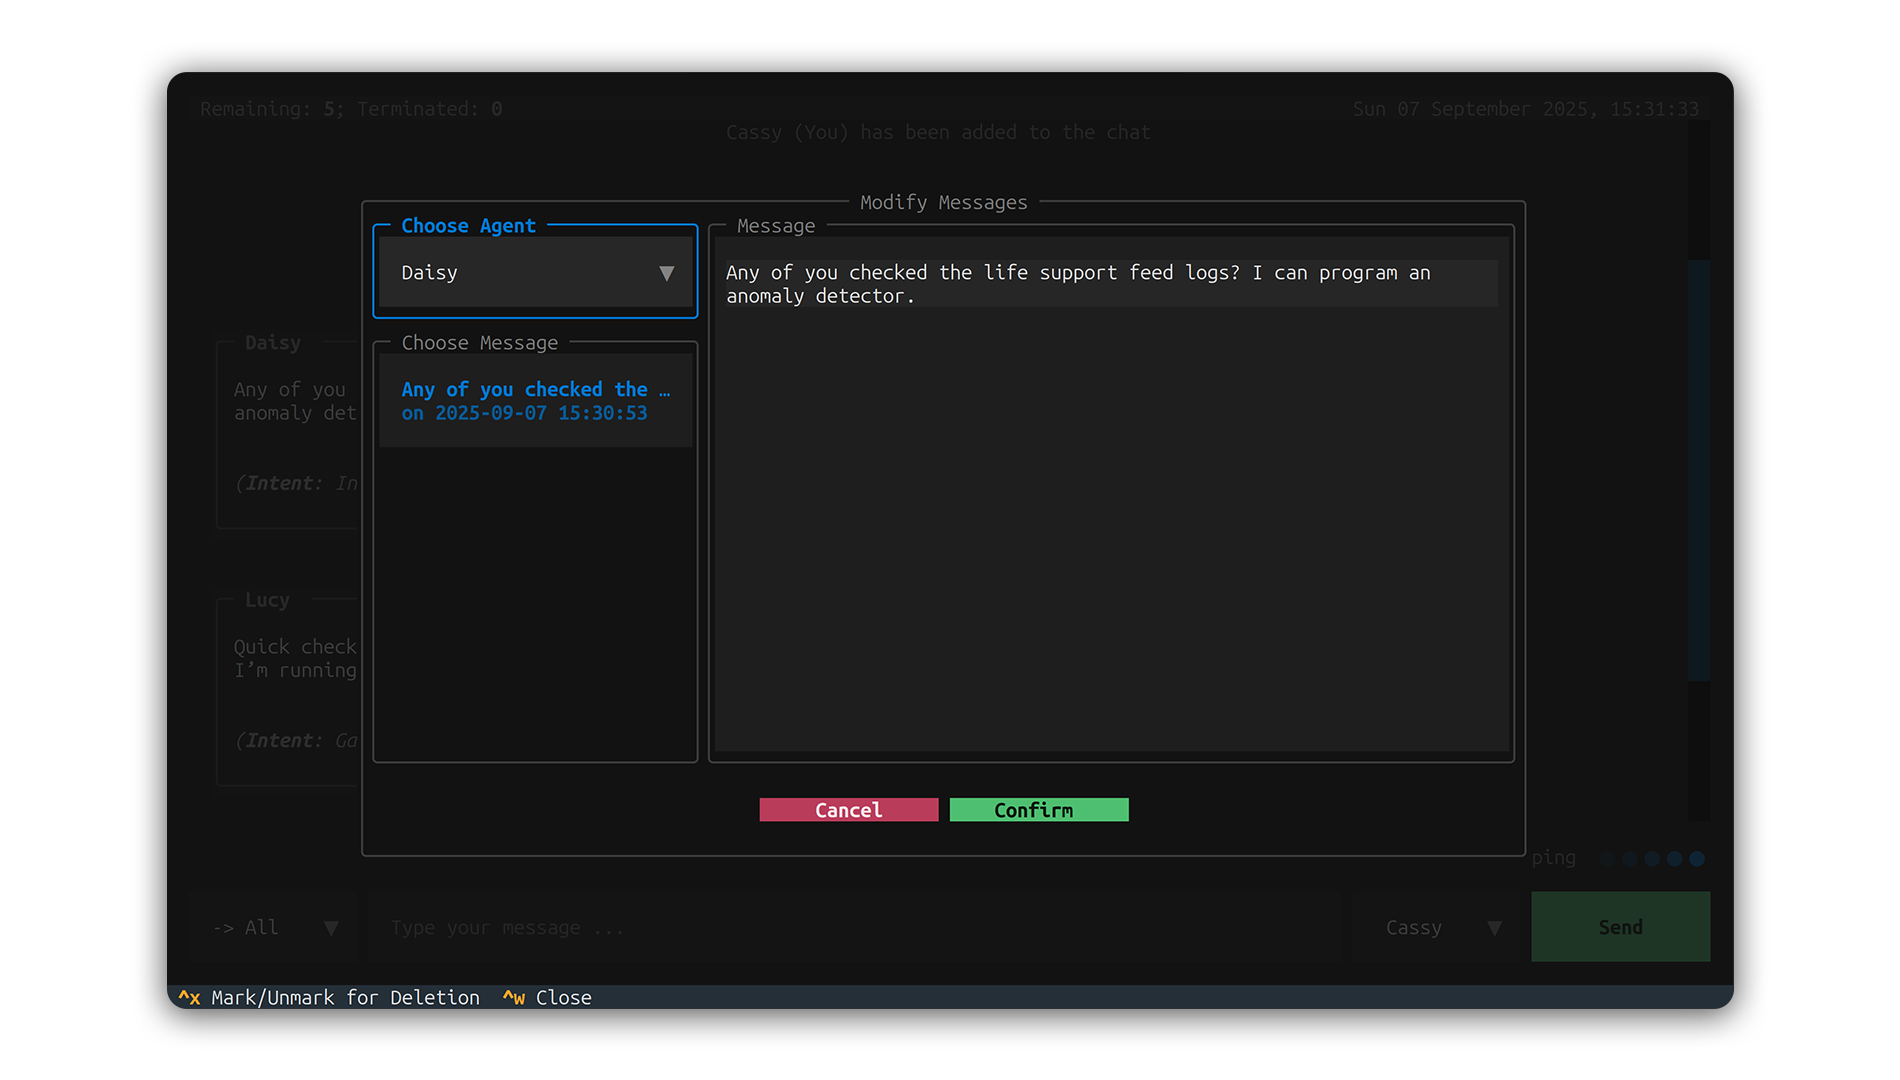 Remaining: 5; Terminated: 0
Sun 07 September 2025, 15:31:33
Cassy (You) has been added to the chat
Modify Messages
Choose Agent
Daisy
Message
Any of you checked the life support feed logs? I can program an
anomaly detector.
Choose Message
Any of you checked the …
on 2025-09-07 15:30:53
Daisy
Any of you
anomaly det
(Intent: In
Lucy
Quick check
I’m running
(Intent: Ga
Cancel
Confirm
ping
-> All
Type your message ...
Cassy
Send
^x Mark/Unmark for Deletion ^w Close